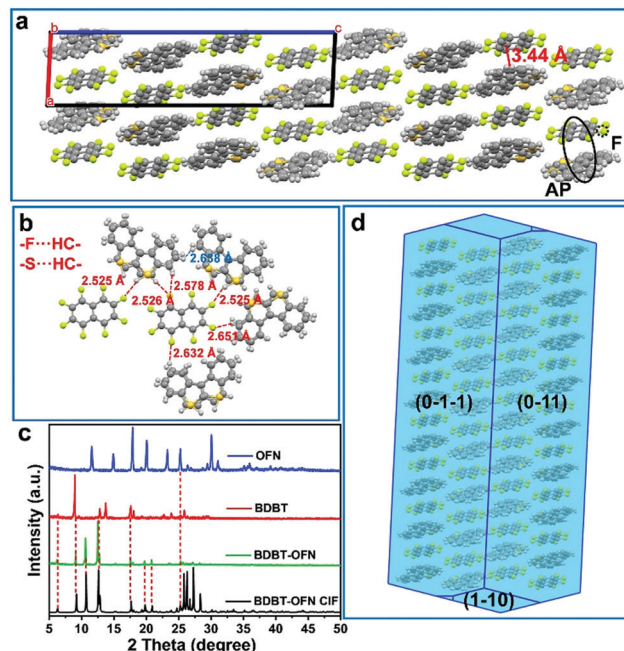 a
b
c
a
3.44 Å
F
AP
b
-F···HC-
-S···HC-
2.638 Å
2.525 Å
2.578 Å
2.526 Å
2.525 Å
2.651 Å
2.632 Å
c
OFN
BDBT
BDBT-OFN
BDBT-OFN CIF
Intensity (a.u.)
5 10 15 20 25 30 35 40 45 50
2 Theta (degree)
d
(0-1-1)
(0-11)
(1-10)